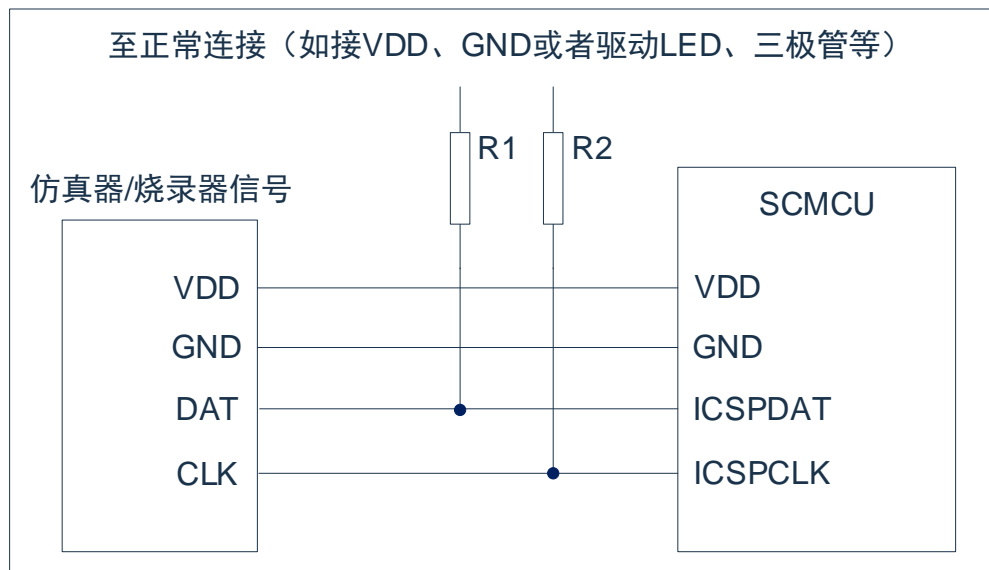 至正常连接（如接VDD、GND或者驱动LED、三极管等）
R1
R2
仿真器/烧录器信号
SCMCU
VDD
VDD
GND
GND
DAT
ICSPDAT
CLK
ICSPCLK